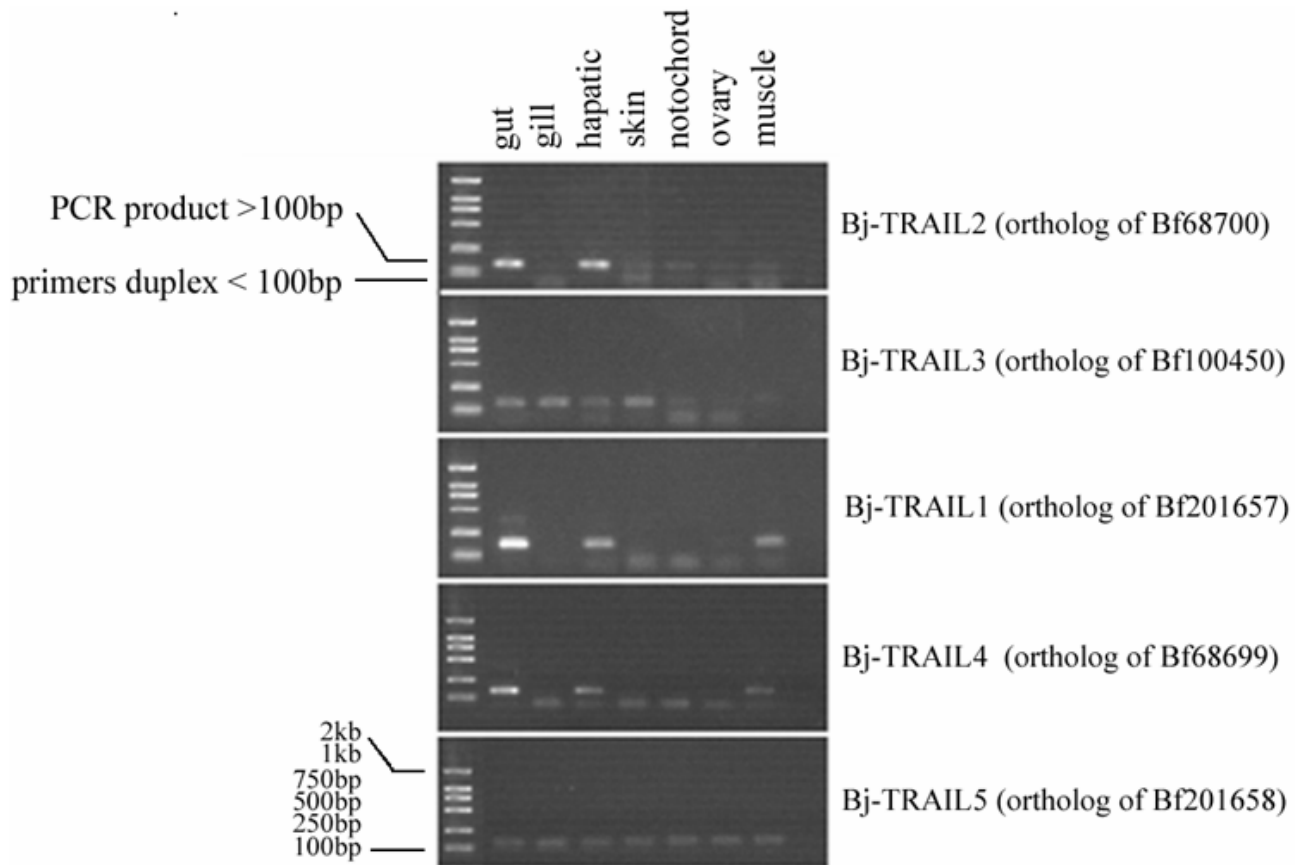 gut
gill
hapatic
skin
notochord
ovary
muscle
PCR product >100bp
primers duplex < 100bp
Bj-TRAIL2 (ortholog of Bf68700)
Bj-TRAIL3 (ortholog of Bf100450)
Bj-TRAIL1 (ortholog of Bf201657)
Bj-TRAIL4 (ortholog of Bf68699)
2kb
1kb
750bp
500bp
250bp
100bp
Bj-TRAIL5 (ortholog of Bf201658)